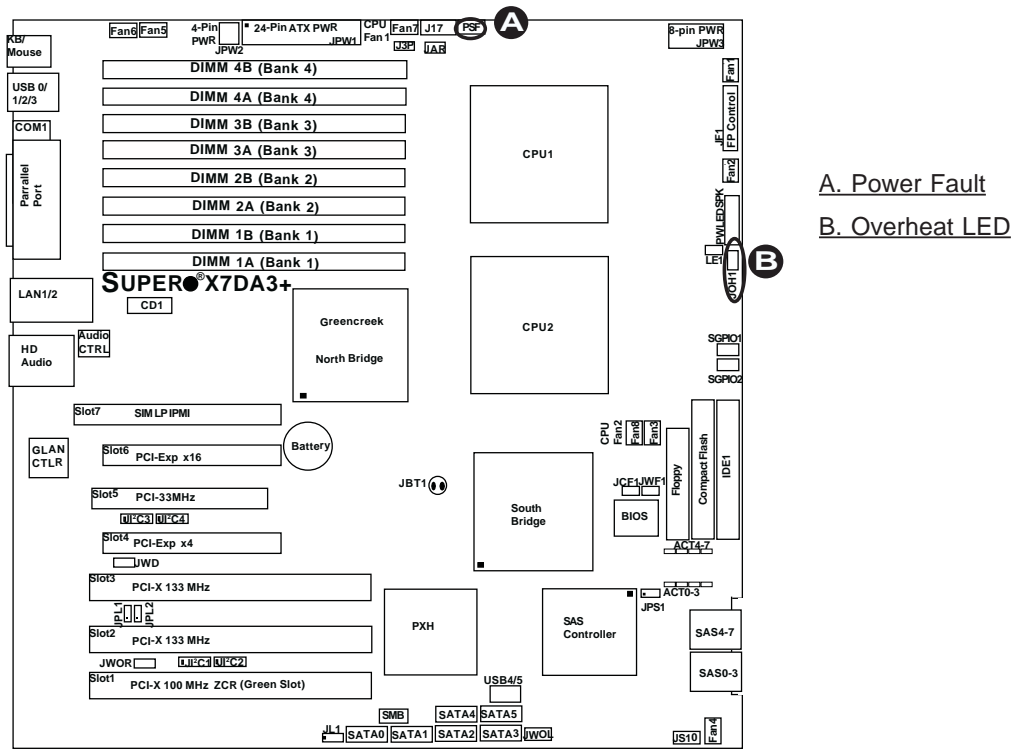 Fan6
Fan5
4-Pin
PWR
JPW2
24-Pin ATX PWR
JPW1
CPU
Fan 1
Fan7
J17
PSF
A
J3P
JAR
8-pin PWR
JPW3
KB/
Mouse
USB 0/
1/2/3
COM1
Parrallel
Port
LAN1/2
HD
Audio
Audio
CTRL
CD1
DIMM 4B (Bank 4)
DIMM 4A (Bank 4)
DIMM 3B (Bank 3)
DIMM 3A (Bank 3)
DIMM 2B (Bank 2)
DIMM 2A (Bank 2)
DIMM 1B (Bank 1)
DIMM 1A (Bank 1)
SUPER®X7DA3+
CPU1
CPU2
Greencreek
North Bridge
Fan1
JF1
FP Control
Fan2
PWLEDSPK
LE1
JOH1
B
A. Power Fault
B. Overheat LED
SGPIO1
SGPIO2
Slot7
SIM LP IPMI
GLAN
CTLR
Slot6
PCI-Exp x16
Battery
Slot5
PCI-33MHz
JI²C3
JI²C4
Slot4
PCI-Exp x4
JWD
Slot3
PCI-X 133 MHz
JPL1
JPL2
Slot2
PCI-X 133 MHz
JWOR
JI²C1
JI²C2
Slot1
PCI-X 100 MHz ZCR (Green Slot)
JBT1
South
Bridge
CPU
Fan2
Fan8
Fan3
JCF1
JWF1
BIOS
Floppy
Compact Flash
IDE1
ACT4-7
ACT0-3
JPS1
PXH
SAS
Controller
SAS4-7
SAS0-3
USB4/5
SMB
SATA4
SATA5
JL1
SATA0
SATA1
SATA2
SATA3
JWOL
JS10
Fan4